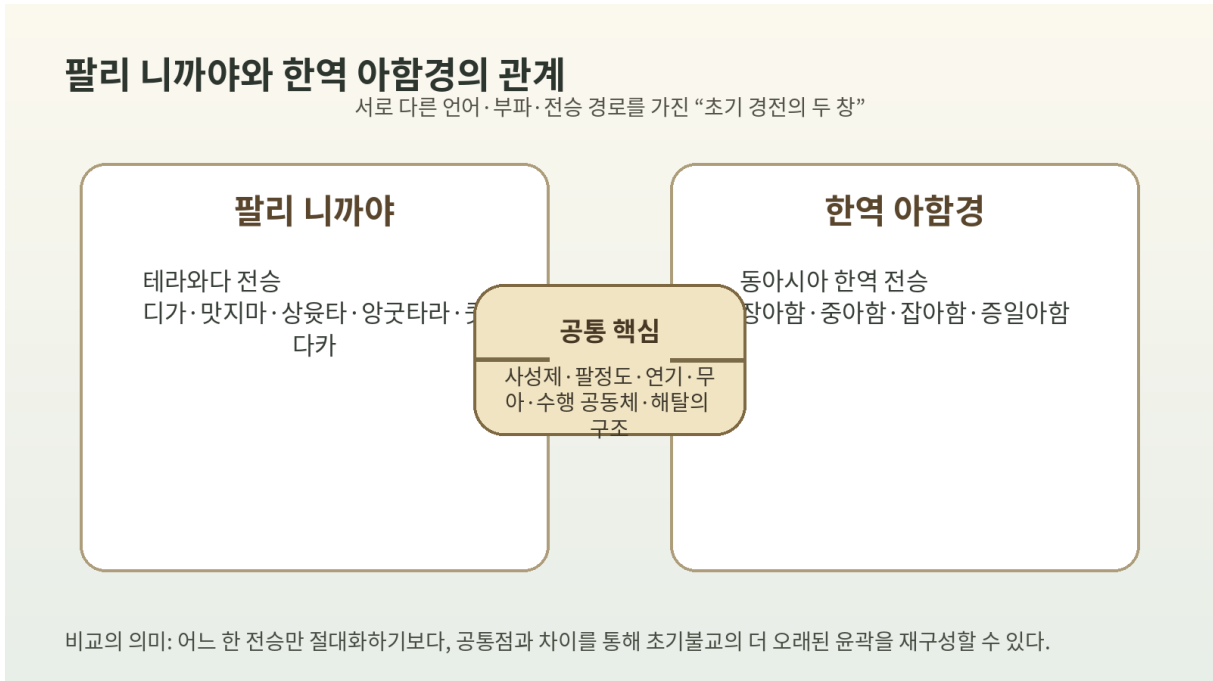 팔리 니까야와 한역 아함경의 관계
서로 다른 언어·부파·전승 경로를 가진 “초기 경전의 두 창”
팔리 니까야
테라와다 전승
디가·맛지마·상윳타·앙굿타라·
다카
공통 핵심
사성제·팔정도·연기·무
아·수행 공동체·해탈의
구조
한역 아함경
동아시아 한역 전승
장아함·중아함·잡아함·증일아함
비교의 의미: 어느 한 전승만 절대화하기보다, 공통점과 차이를 통해 초기불교의 더 오래된 윤곽을 재구성할 수 있다.